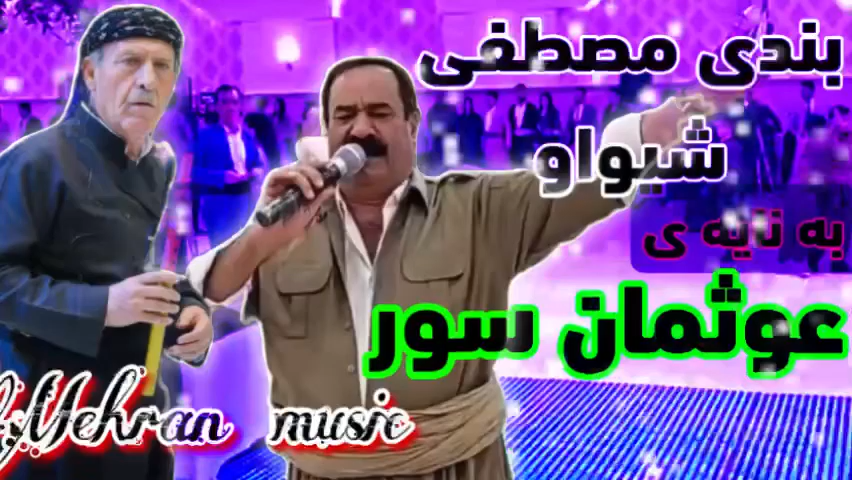 بندی مصطفی
شیواو
به نایه ی
عوثمان سور
Mehran music